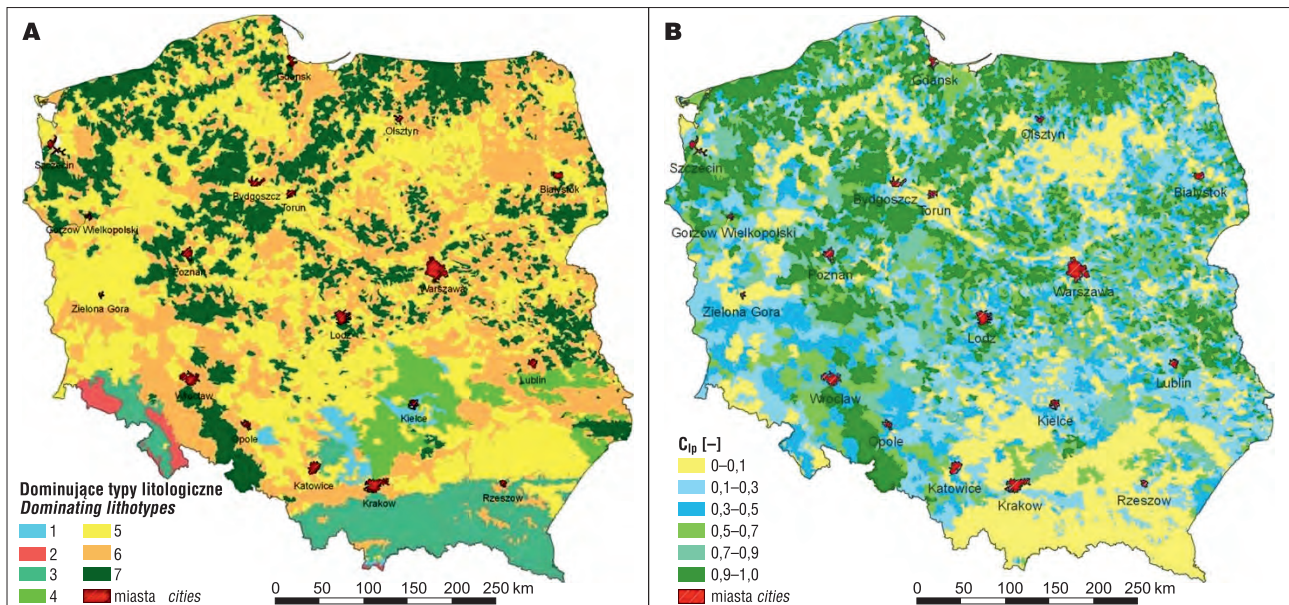 A
Gdansk
Olsztyn
Szczecin
Bydgoszcz
Torun
Bialystok
Gorzow Wielkopolski
Poznan
Warszawa
Zielona Gora
Lodz
Lublin
Wroclaw
Kielce
Opole
Katowice
Krakow
Rzeszow
Dominujące typy litologiczne
Dominating lithotypes
1 5
2 6
3 7
4 miasta cities
0 50 100 150 200 250 km
B
Gdansk
Olsztyn
Szczecin
Bydgoszcz
Torun
Bialystok
Gorzow Wielkopolski
Poznan
Warszawa
Zielona Gora
Lodz
Lublin
Wroclaw
Kielce
Opole
Katowice
Krakow
Rzeszow
C_lp [–]
0–0,1
0,1–0,3
0,3–0,5
0,5–0,7
0,7–0,9
0,9–1,0
miasta cities
0 50 100 150 200 250 km